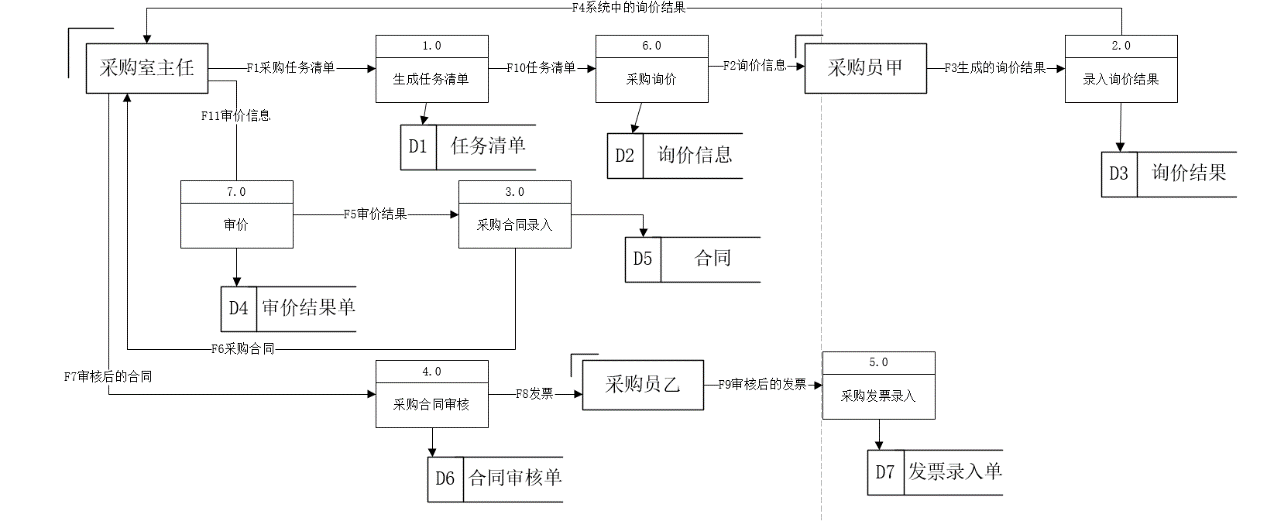 F4系统中的询价结果
采购室主任
F1采购任务清单
1.0
生成任务清单
F10任务清单
6.0
采购询价
F2询价信息
采购员甲
F3生成的询价结果
2.0
录入询价结果
F11审价信息
D1 任务清单
D2 询价信息
D3 询价结果
7.0
审价
F5审价结果
3.0
采购合同录入
D5 合同
D4 审价结果单
F6采购合同
F7审核后的合同
4.0
采购合同审核
F8发票
采购员乙
F9审核后的发票
5.0
采购发票录入
D6 合同审核单
D7 发票录入单